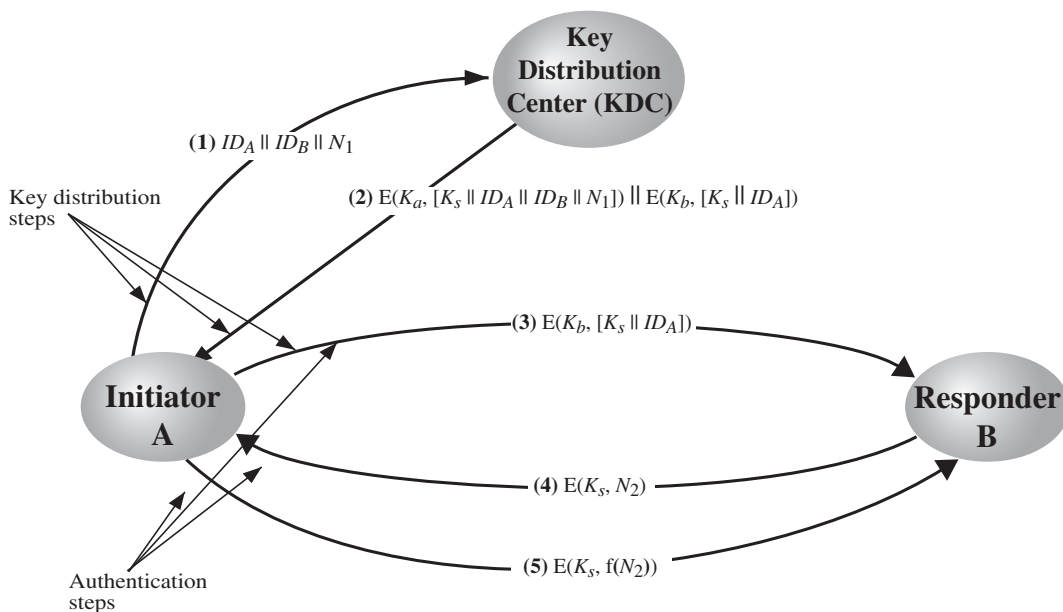 Key
Distribution
Center (KDC)
(1) ID_A || ID_B || N_1
Key distribution
steps
(2) E(K_a, [K_s || ID_A || ID_B || N_1]) || E(K_b, [K_s || ID_A])
(3) E(K_b, [K_s || ID_A])
Initiator
A
Responder
B
(4) E(K_s, N_2)
(5) E(K_s, f(N_2))
Authentication
steps